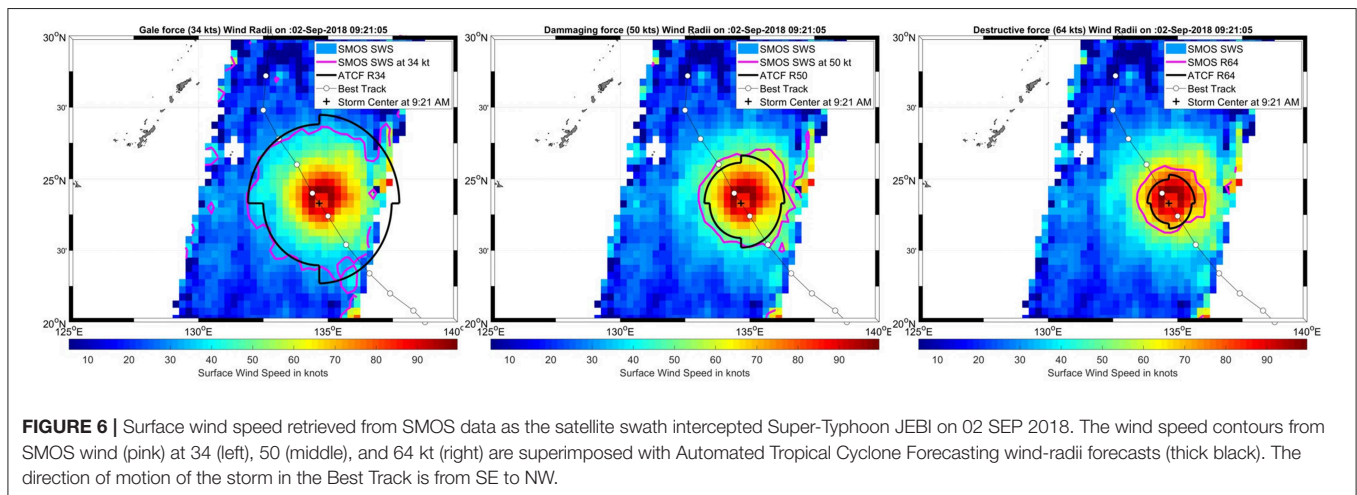 Gale force (34 kts) Wind Radii on :02-Sep-2018 09:21:05
30°N
SMOS SWS
SMOS SWS at 34 kt
ATCF R34
Best Track
Storm Center at 9:21 AM
30'
25°N
30'
20°N
125°E
130°E
135°E
140°E
10 20 30 40 50 60 70 80 90
Surface Wind Speed in knots
Dammaging force (50 kts) Wind Radii on :02-Sep-2018 09:21:05
30°N
SMOS SWS
SMOS SWS at 50 kt
ATCF R50
Best Track
Storm Center at 9:21 AM
30'
25°N
30'
20°N
125°E
130°E
135°E
140°E
10 20 30 40 50 60 70 80 90
Surface Wind Speed in knots
Destructive force (64 kts) Wind Radii on :02-Sep-2018 09:21:05
30°N
SMOS SWS
SMOS R64
ATCF R64
Best Track
Storm Center at 9:21 AM
30'
25°N
30'
20°N
125°E
130°E
135°E
140°E
10 20 30 40 50 60 70 80 90
Surface Wind Speed in knots
FIGURE 6 | Surface wind speed retrieved from SMOS data as the satellite swath intercepted Super-Typhoon JEBI on 02 SEP 2018. The wind speed contours from
SMOS wind (pink) at 34 (left), 50 (middle), and 64 kt (right) are superimposed with Automated Tropical Cyclone Forecasting wind-radii forecasts (thick black). The
direction of motion of the storm in the Best Track is from SE to NW.